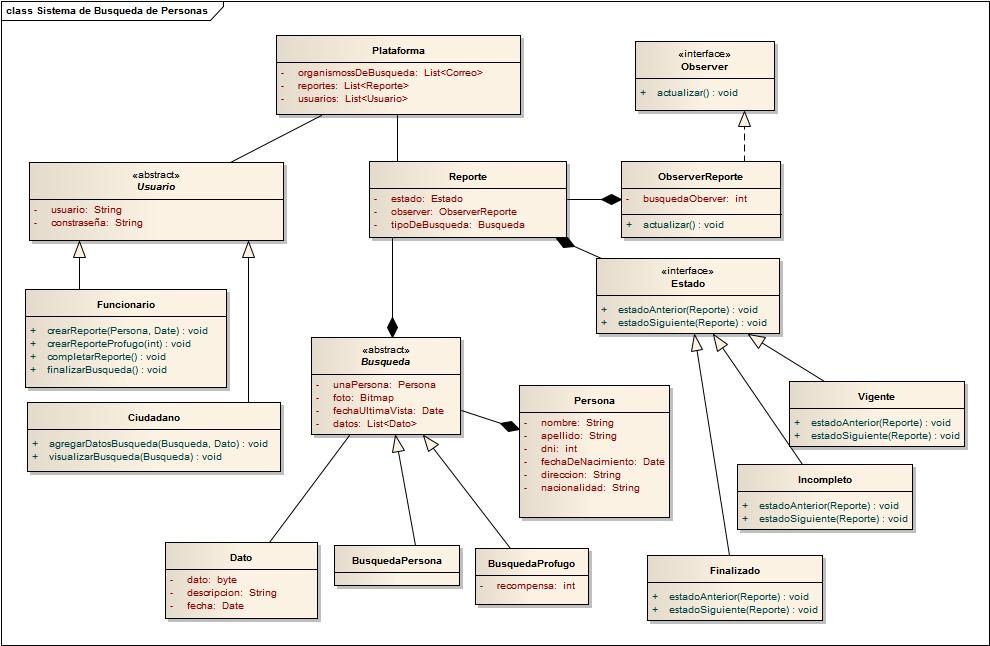 class Sistema de Busqueda de Personas
Plataforma
- organismossDeBusqueda: List<Correo>
- reportes: List<Reporte>
- usuarios: List<Usuario>
«interface»
Observer
+ actualizar() : void
«abstract»
Usuario
- usuario: String
- constraseña: String
Reporte
- estado: Estado
- observer: ObserverReporte
- tipoDeBusqueda: Busqueda
ObserverReporte
- busquedaOberver: int
+ actualizar() : void
«interface»
Estado
+ estadoAnterior(Reporte) : void
+ estadoSiguiente(Reporte) : void
Funcionario
+ crearReporte(Persona, Date) : void
+ crearReporteProfugo(int) : void
+ completarReporte() : void
+ finalizarBusqueda() : void
Ciudadano
+ agregarDatosBusqueda(Busqueda, Dato) : void
+ visualizarBusqueda(Busqueda) : void
«abstract»
Busqueda
- unaPersona: Persona
- foto: Bitmap
- fechaUltimaVista: Date
- datos: List<Dato>
Persona
- nombre: String
- apellido: String
- dni: int
- fechaDeNacimiento: Date
- direccion: String
- nacionalidad: String
Vigente
+ estadoAnterior(Reporte) : void
+ estadoSiguiente(Reporte) : void
Incompleto
+ estadoAnterior(Reporte) : void
+ estadoSiguiente(Reporte) : void
Dato
- dato: byte
- descripcion: String
- fecha: Date
BusquedaPersona
BusquedaProfugo
- recompensa: int
Finalizado
+ estadoAnterior(Reporte) : void
+ estadoSiguiente(Reporte) : void